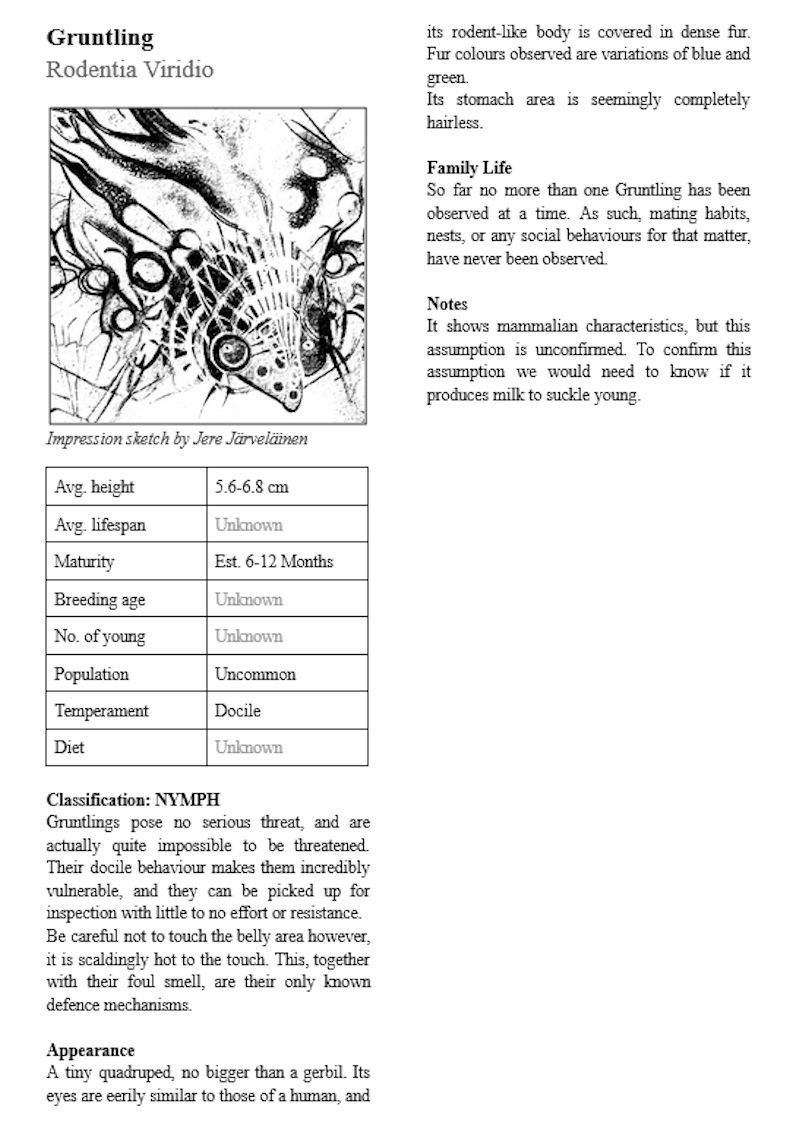 Gruntling
Rodentia Viridio
Impression sketch by Jere Järveläinen
Avg. height 5.6-6.8 cm
Avg. lifespan Unknown
Maturity Est. 6-12 Months
Breeding age Unknown
No. of young Unknown
Population Uncommon
Temperament Docile
Diet Unknown
Classification: NYMPH
Gruntlings pose no serious threat, and are
actually quite impossible to be threatened.
Their docile behaviour makes them incredibly
vulnerable, and they can be picked up for
inspection with little to no effort or resistance.
Be careful not to touch the belly area however,
it is scaldingly hot to the touch. This, together
with their foul smell, are their only known
defence mechanisms.
Appearance
A tiny quadruped, no bigger than a gerbil. Its
eyes are eerily similar to those of a human, and
its rodent-like body is covered in dense fur.
Fur colours observed are variations of blue and
green.
Its stomach area is seemingly completely
hairless.
Family Life
So far no more than one Gruntling has been
observed at a time. As such, mating habits,
nests, or any social behaviours for that matter,
have never been observed.
Notes
It shows mammalian characteristics, but this
assumption is unconfirmed. To confirm this
assumption we would need to know if it
produces milk to suckle young.